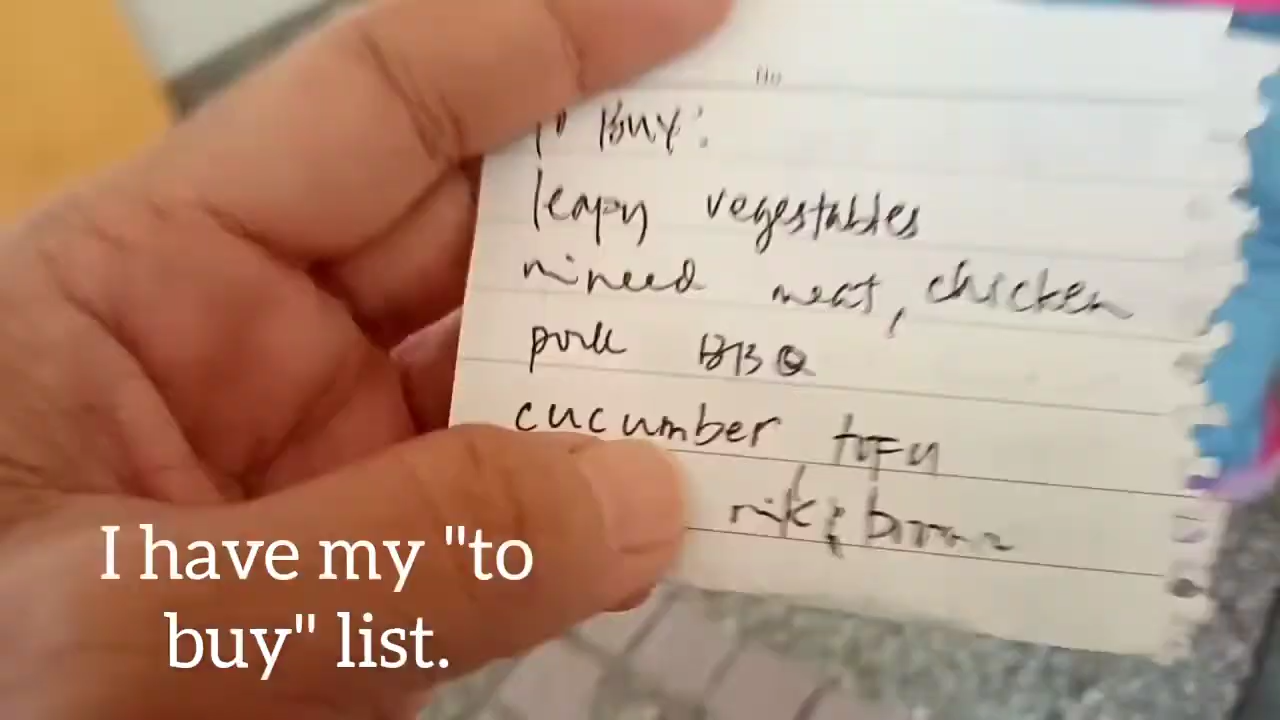 To Buy:
leapy vegestables
minced meat, chicken
pork BBQ
cucumber tofu
I have my "to
buy" list.